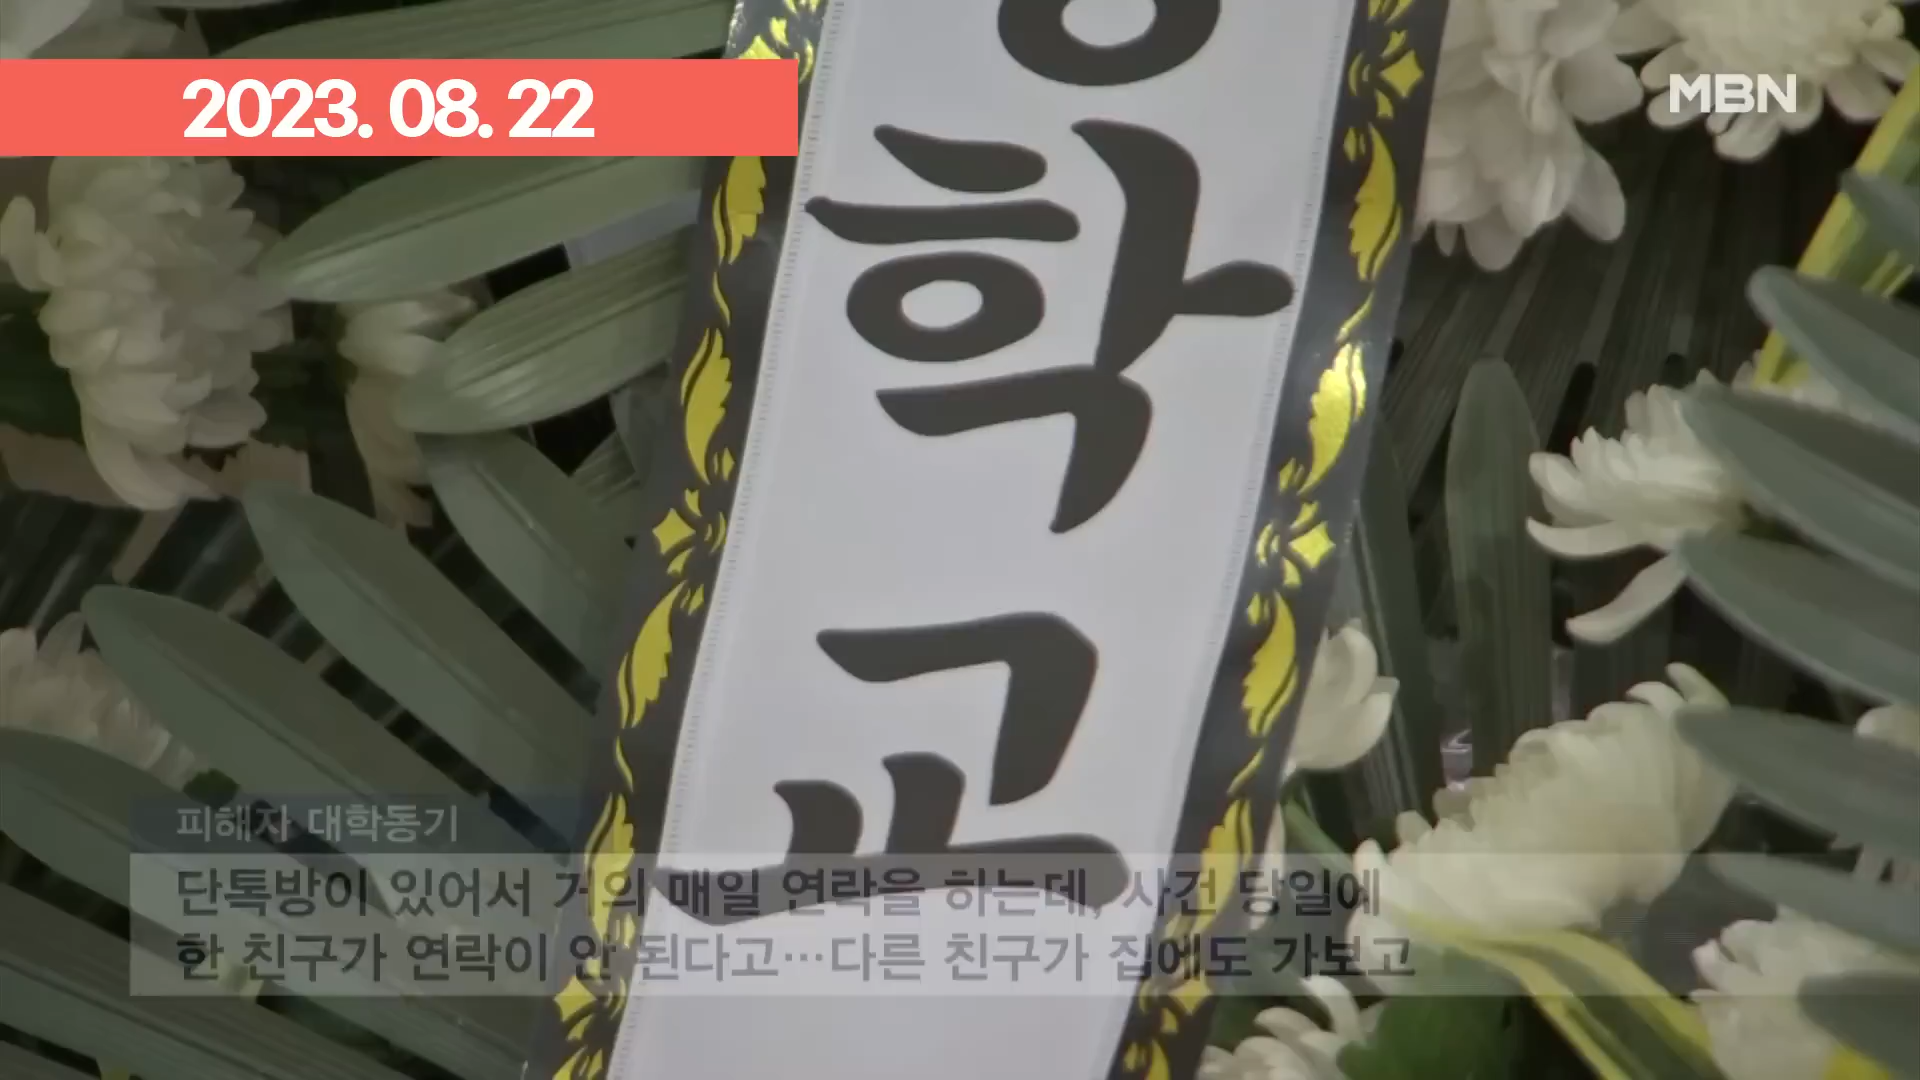 2023. 08. 22
MBN
학
교
피해자 대학동기
단톡방이 있어서 거의 매일 연락을 하는데, 사건 당일에
한 친구가 연락이 안 된다고…다른 친구가 집에도 가보고